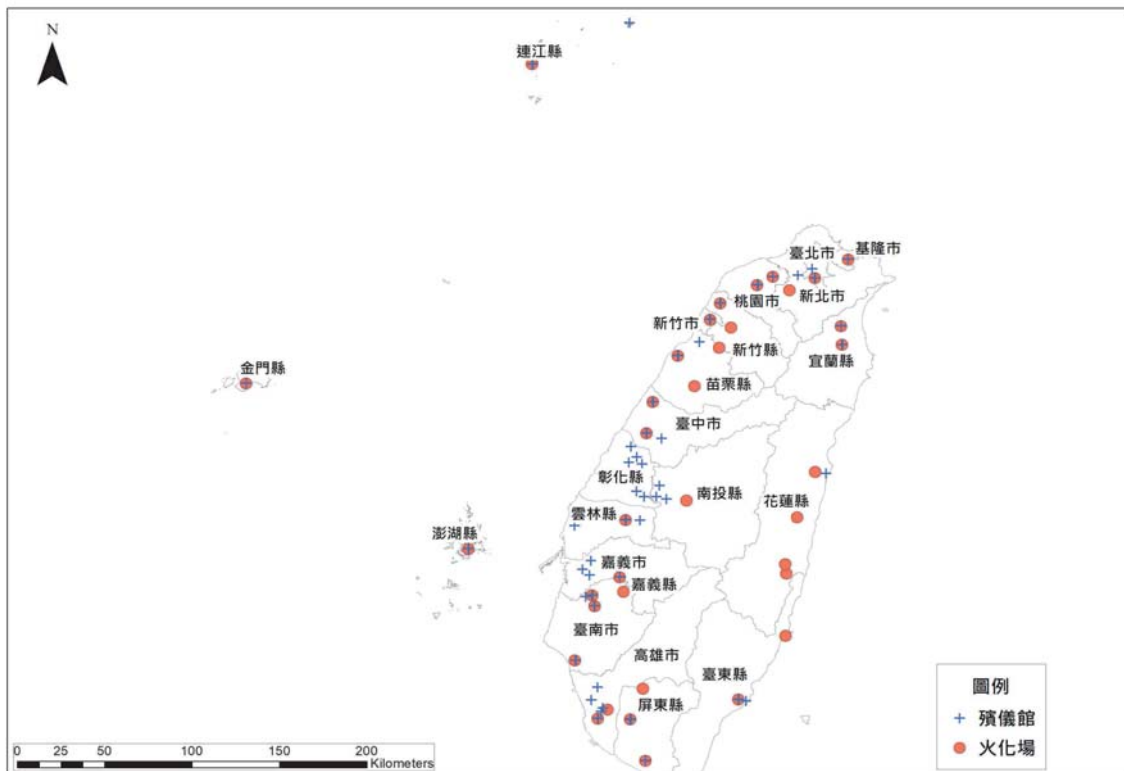 N
連江縣
基隆市
臺北市
新北市
桃園市
新竹市
新竹縣
宜蘭縣
苗栗縣
金門縣
臺中市
彰化縣
南投縣
花蓮縣
雲林縣
澎湖縣
嘉義市
嘉義縣
臺南市
高雄市
臺東縣
屏東縣
圖例
殯儀館
火化場
0 25 50 100 150 200
Kilometers